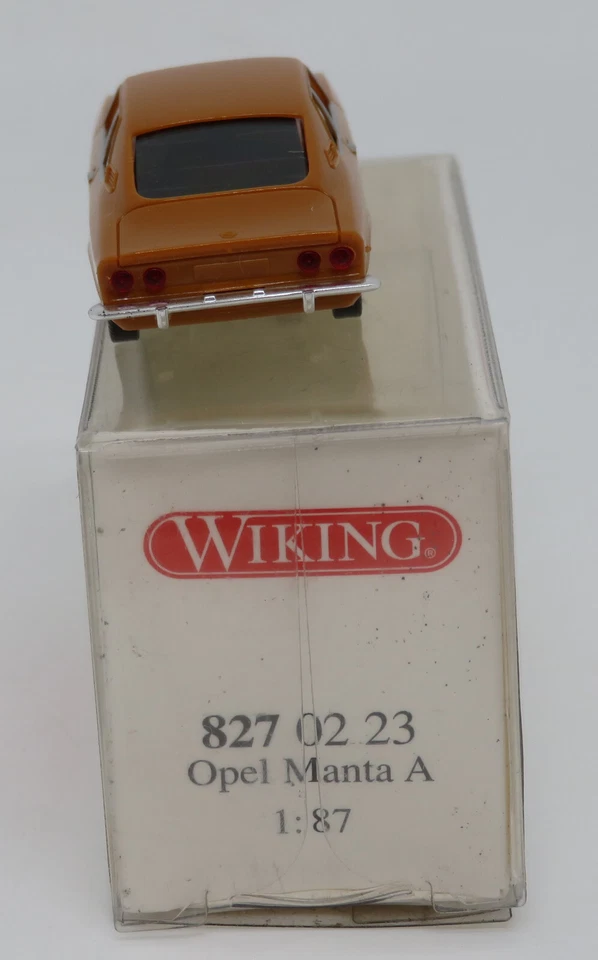 WIKING®
827 02 23
Opel Manta A
1:87